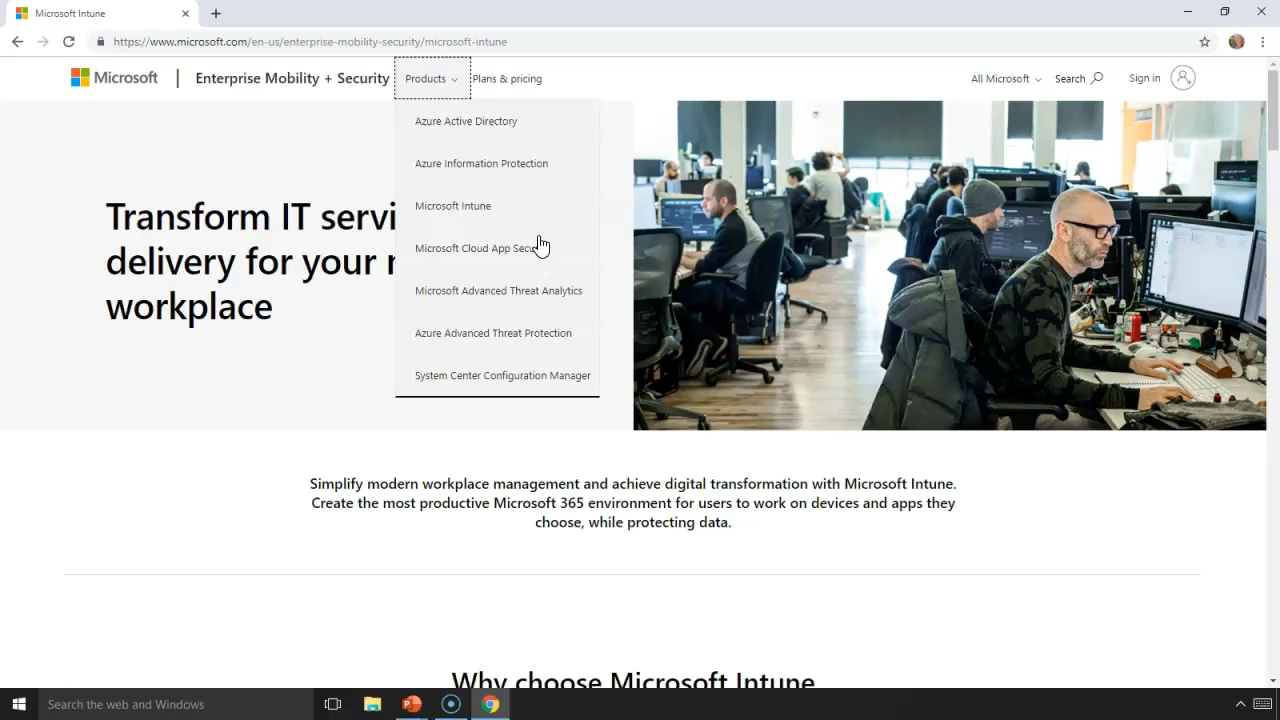 Microsoft Intune
https://www.microsoft.com/en-us/enterprise-mobility-security/microsoft-intune
Microsoft
Enterprise Mobility + Security
Products
Plans & pricing
All Microsoft
Search
Sign in
Azure Active Directory
Azure Information Protection
Microsoft Intune
Microsoft Cloud App Secu
Microsoft Advanced Threat Analytics
Azure Advanced Threat Protection
System Center Configuration Manager
Transform IT servi
delivery for your
workplace
Simplify modern workplace management and achieve digital transformation with Microsoft Intune.
Create the most productive Microsoft 365 environment for users to work on devices and apps they
choose, while protecting data.
Why choose Microsoft Intune
Search the web and Windows